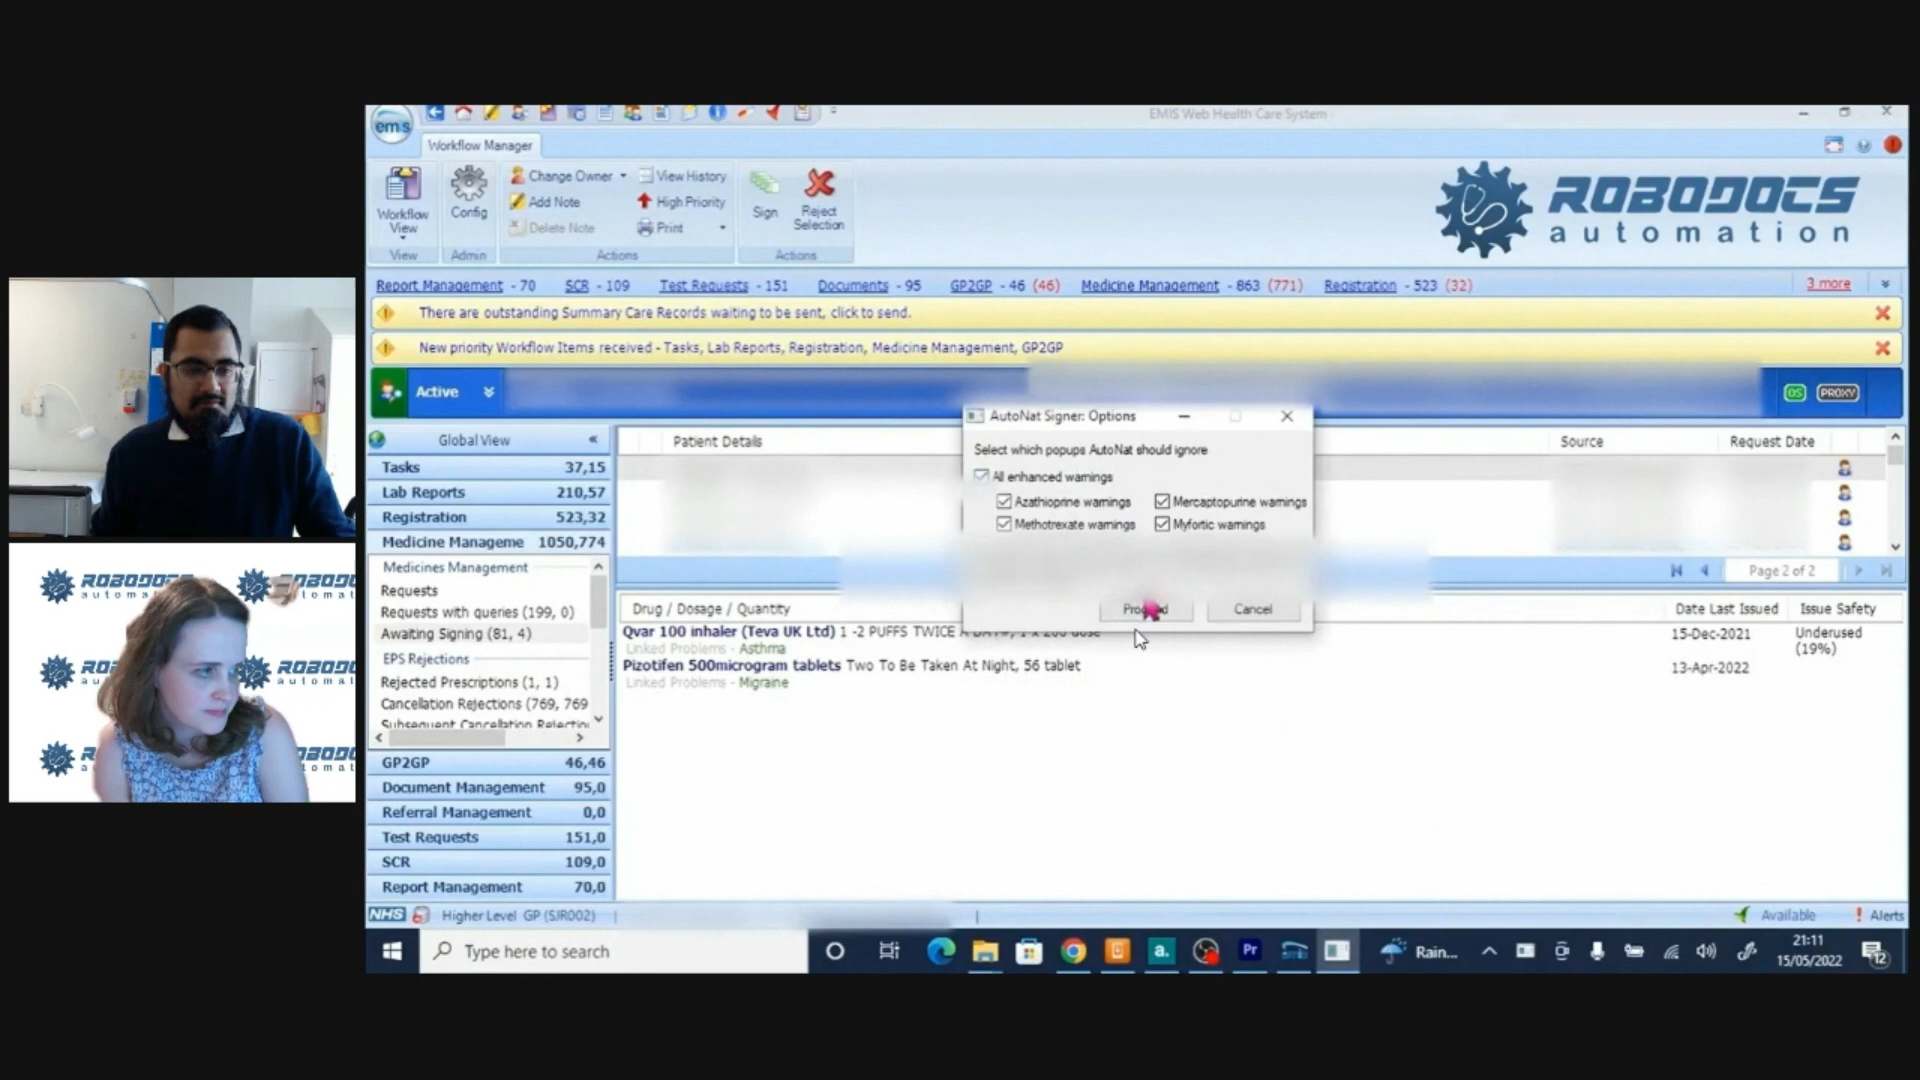 EMIS Web Health Care System
emis
Workflow Manager
Workflow View
Config
Change Owner
Add Note
Delete Note
View History
High Priority
Print
Sign
Reject Selection
View
Admin
Actions
Actions
ROBODOCS
automation
Report Management - 70 SCR - 109 Test Requests - 151 Documents - 95 GP2GP - 46 (46) Medicine Management - 863 (771) Registration - 523 (32) 3 more
There are outstanding Summary Care Records waiting to be sent, click to send.
New priority Workflow Items received - Tasks, Lab Reports, Registration, Medicine Management, GP2GP
Active
OS PROXY
Global View «
Tasks 37,15
Lab Reports 210,57
Registration 523,32
Medicine Manageme 1050,774
Medicines Management
Requests
Requests with queries (199, 0)
Awaiting Signing (81, 4)
EPS Rejections
Rejected Prescriptions (1, 1)
Cancellation Rejections (769, 769
Subsequent Cancellation Rejectio
GP2GP 46,46
Document Management 95,0
Referral Management 0,0
Test Requests 151,0
SCR 109,0
Report Management 70,0
Patient Details
Source
Request Date
AutoNat Signer: Options
Select which popups AutoNat should ignore
All enhanced warnings
Azathioprine warnings
Mercaptopurine warnings
Methotrexate warnings
Myfortic warnings
Cancel
Page 2 of 2
Drug / Dosage / Quantity
Date Last Issued
Issue Safety
Qvar 100 inhaler (Teva UK Ltd) 1 -2 PUFFS TWICE
15-Dec-2021
Underused (19%)
Linked Problems - Asthma
Pizotifen 500microgram tablets Two To Be Taken At Night, 56 tablet
13-Apr-2022
Linked Problems - Migraine
NHS
Higher Level GP (SJR002)
Available
Alerts
Type here to search
a.
Pr
Rain...
21:11
15/05/2022
12